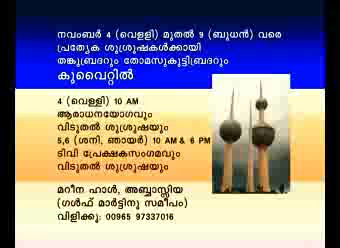 നവംബർ 4 (വെള്ളി) മുതൽ 9 (ബുധൻ) വരെ
പ്രത്യേക ശുശ്രൂഷകൾക്കായി
തങ്കുബ്രദറും തോമസുകുട്ടിബ്രദറും
കുവൈറ്റിൽ
4 (വെള്ളി) 10 AM
ആരാധനയോഗവും
വിടുതൽ ശുശ്രൂഷയും
5,6 (ശനി, ഞായർ) 10 AM & 6 PM
ടിവി പ്രേക്ഷകസംഗമവും
വിടുതൽ ശുശ്രൂഷയും
മറീന ഹാൾ, അബ്ബാസ്സിയ
(ഗൾഫ് മാർട്ടിനു സമീപം)
വിളിക്കൂ: 00965 97337016